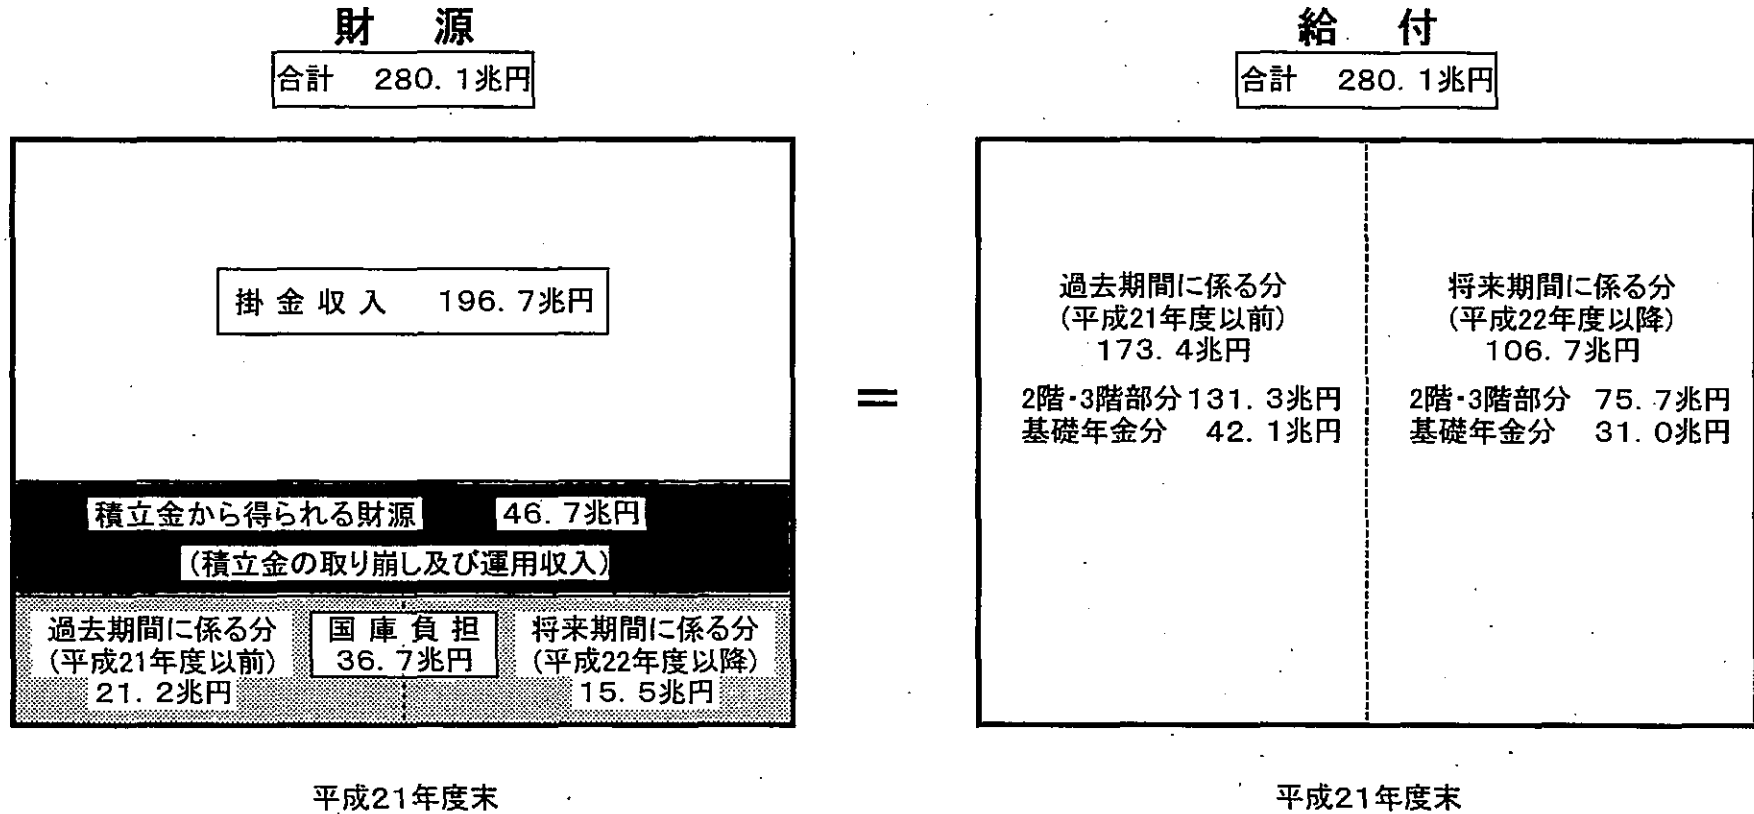 財 源
合計 280.1兆円
掛金収入 196.7兆円
積立金から得られる財源 46.7兆円
(積立金の取り崩し及び運用収入)
過去期間に係る分
(平成21年度以前)
21.2兆円
国庫負担
36.7兆円
将来期間に係る分
(平成22年度以降)
15.5兆円
平成21年度末
=
給 付
合計 280.1兆円
過去期間に係る分
(平成21年度以前)
173.4兆円
2階・3階部分 131.3兆円
基礎年金分 42.1兆円
将来期間に係る分
(平成22年度以降)
106.7兆円
2階・3階部分 75.7兆円
基礎年金分 31.0兆円
平成21年度末